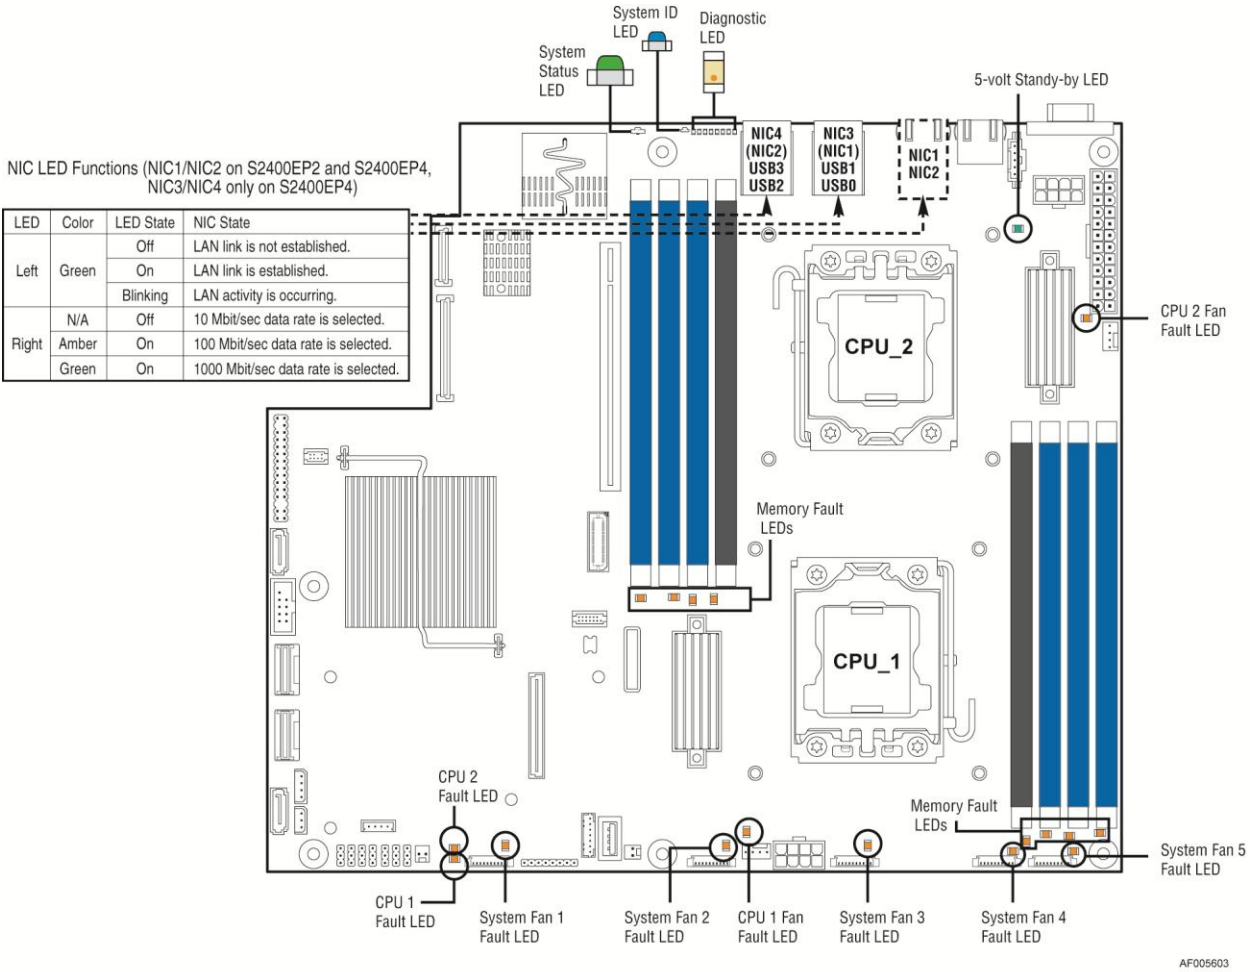 System ID
LED
Diagnostic
LED
System
Status
LED
5-volt Standy-by LED
NIC LED Functions (NIC1/NIC2 on S2400EP2 and S2400EP4,
NIC3/NIC4 only on S2400EP4)
NIC4
(NIC2)
USB3
USB2
NIC3
(NIC1)
USB1
USB0
NIC1
NIC2
LED Color LED State NIC State
Left Green Off LAN link is not established.
On LAN link is established.
Blinking LAN activity is occurring.
Right N/A Off 10 Mbit/sec data rate is selected.
Amber On 100 Mbit/sec data rate is selected.
Green On 1000 Mbit/sec data rate is selected.
CPU 2 Fan
Fault LED
CPU_2
Memory Fault
LEDs
CPU_1
CPU 2
Fault LED
Memory Fault
LEDs
System Fan 5
Fault LED
CPU 1
Fault LED
System Fan 1
Fault LED
System Fan 2
Fault LED
CPU 1 Fan
Fault LED
System Fan 3
Fault LED
System Fan 4
Fault LED
AF005603